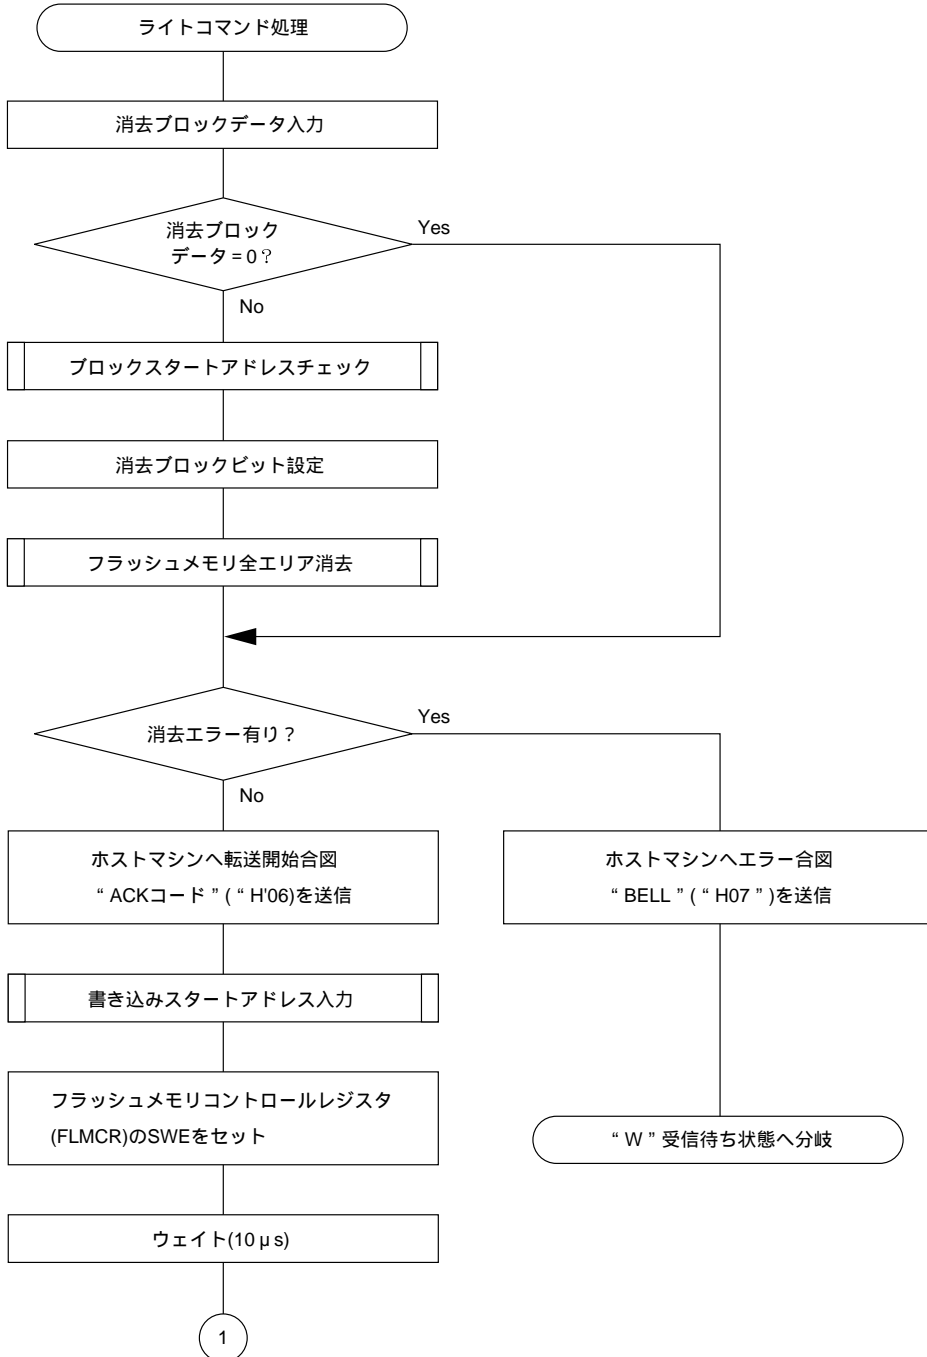 ライトコマンド処理
消去ブロックデータ入力
消去ブロック
データ = 0？
Yes
No
ブロックスタートアドレスチェック
消去ブロックビット設定
フラッシュメモリ全エリア消去
消去エラー有り？
Yes
No
ホストマシンへ転送開始合図
“ ACKコード ” ( “ H'06)を送信
ホストマシンへエラー合図
“ BELL ” ( “ H07 ” )を送信
書き込みスタートアドレス入力
フラッシュメモリコントロールレジスタ
(FLMCR)のSWEをセット
“ W ” 受信待ち状態へ分岐
ウェイト(10 μ s)
1